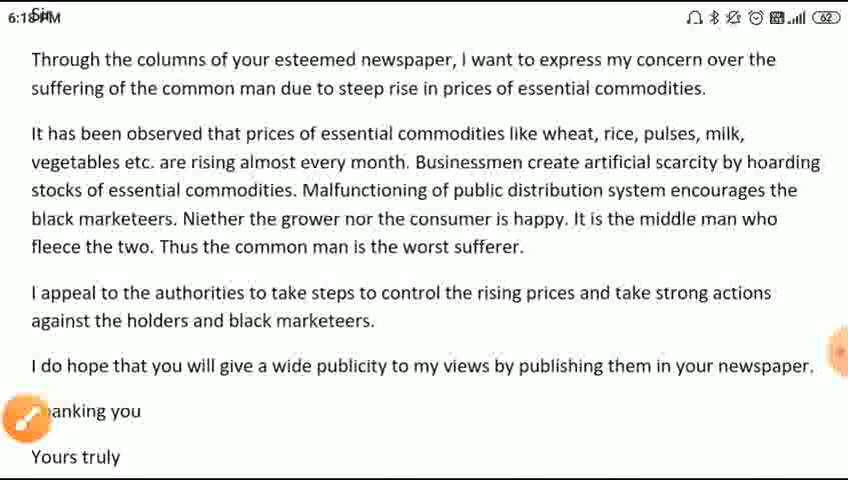 6:18 PM
Sir
62
Through the columns of your esteemed newspaper, I want to express my concern over the
suffering of the common man due to steep rise in prices of essential commodities.
It has been observed that prices of essential commodities like wheat, rice, pulses, milk,
vegetables etc. are rising almost every month. Businessmen create artificial scarcity by hoarding
stocks of essential commodities. Malfunctioning of public distribution system encourages the
black marketeers. Niether the grower nor the consumer is happy. It is the middle man who
fleece the two. Thus the common man is the worst sufferer.
I appeal to the authorities to take steps to control the rising prices and take strong actions
against the holders and black marketeers.
I do hope that you will give a wide publicity to my views by publishing them in your newspaper.
anking you
Yours truly